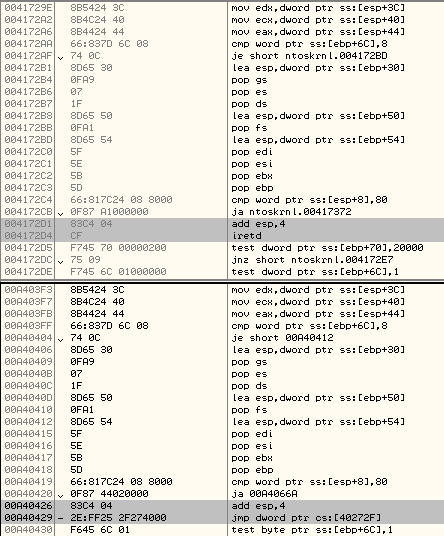 0041729E 8B5424 3C mov edx,dword ptr ss:[esp+3C]
004172A2 8B4C24 40 mov ecx,dword ptr ss:[esp+40]
004172A6 8B4424 44 mov eax,dword ptr ss:[esp+44]
004172AA 66:837D 6C 08 cmp word ptr ss:[ebp+6C],8
004172AF 74 0C je short ntoskrnl.004172BD
004172B1 8D65 30 lea esp,dword ptr ss:[ebp+30]
004172B4 0FA9 pop gs
004172B6 07 pop es
004172B7 1F pop ds
004172B8 8D65 50 lea esp,dword ptr ss:[ebp+50]
004172BB 0FA1 pop fs
004172BD 8D65 54 lea esp,dword ptr ss:[ebp+54]
004172C0 5F pop edi
004172C1 5E pop esi
004172C2 5B pop ebx
004172C3 5D pop ebp
004172C4 66:817C24 08 8000 cmp word ptr ss:[esp+8],80
004172CB 0F87 A1000000 ja ntoskrnl.00417372
004172D1 83C4 04 add esp,4
004172D4 CF iretd
004172D5 F745 70 00000200 test dword ptr ss:[ebp+70],20000
004172DC 75 09 jnz short ntoskrnl.004172E7
004172DE F745 6C 01000000 test dword ptr ss:[ebp+6C],1
00A403F3 8B5424 3C mov edx,dword ptr ss:[esp+3C]
00A403F7 8B4C24 40 mov ecx,dword ptr ss:[esp+40]
00A403FB 8B4424 44 mov eax,dword ptr ss:[esp+44]
00A403FF 66:837D 6C 08 cmp word ptr ss:[ebp+6C],8
00A40404 74 0C je short 00A40412
00A40406 8D65 30 lea esp,dword ptr ss:[ebp+30]
00A40409 0FA9 pop gs
00A4040B 07 pop es
00A4040C 1F pop ds
00A4040D 8D65 50 lea esp,dword ptr ss:[ebp+50]
00A40410 0FA1 pop fs
00A40412 8D65 54 lea esp,dword ptr ss:[ebp+54]
00A40415 5F pop edi
00A40416 5E pop esi
00A40417 5B pop ebx
00A40418 5D pop ebp
00A40419 66:817C24 08 8000 cmp word ptr ss:[esp+8],80
00A40420 0F87 44020000 ja 00A4066A
00A40426 83C4 04 add esp,4
00A40429 - 2E:FF25 2F274000 jmp dword ptr cs:[40272F]
00A40430 F645 6C 01 test byte ptr ss:[ebp+6C],1